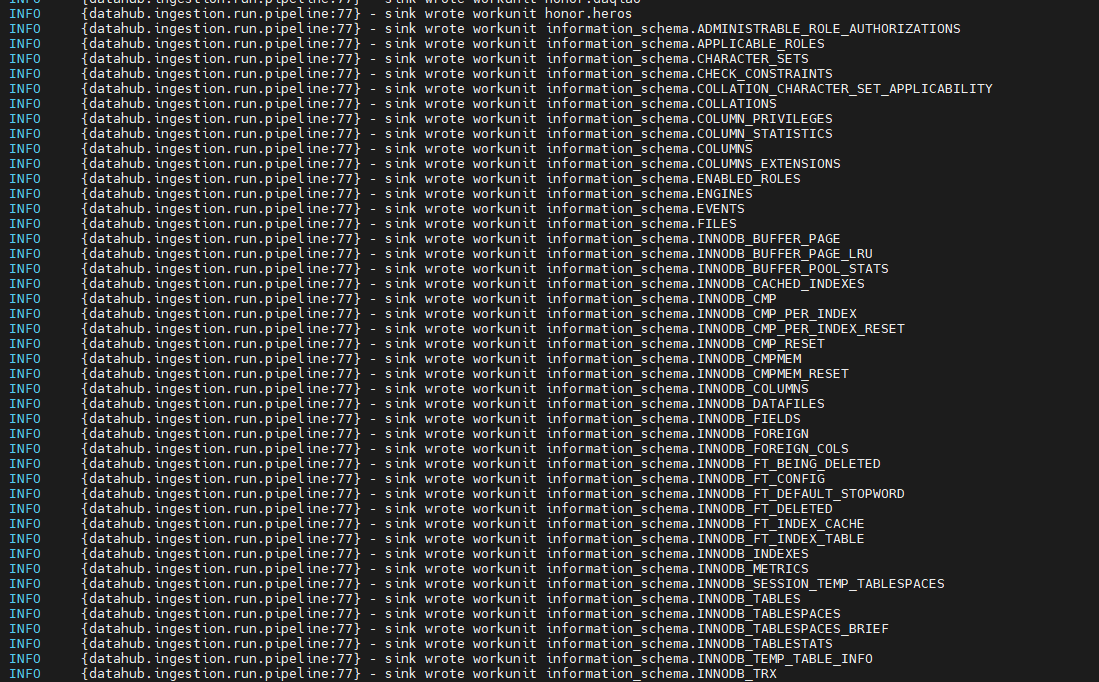 INFO {datahub.ingestion.run.pipeline:77} - sink wrote workunit
INFO {datahub.ingestion.run.pipeline:77} - sink wrote workunit honor.heros
INFO {datahub.ingestion.run.pipeline:77} - sink wrote workunit information_schema.ADMINISTRABLE_ROLE_AUTHORIZATIONS
INFO {datahub.ingestion.run.pipeline:77} - sink wrote workunit information_schema.APPLICABLE_ROLES
INFO {datahub.ingestion.run.pipeline:77} - sink wrote workunit information_schema.CHARACTER_SETS
INFO {datahub.ingestion.run.pipeline:77} - sink wrote workunit information_schema.CHECK_CONSTRAINTS
INFO {datahub.ingestion.run.pipeline:77} - sink wrote workunit information_schema.COLLATION_CHARACTER_SET_APPLICABILITY
INFO {datahub.ingestion.run.pipeline:77} - sink wrote workunit information_schema.COLLATIONS
INFO {datahub.ingestion.run.pipeline:77} - sink wrote workunit information_schema.COLUMN_PRIVILEGES
INFO {datahub.ingestion.run.pipeline:77} - sink wrote workunit information_schema.COLUMN_STATISTICS
INFO {datahub.ingestion.run.pipeline:77} - sink wrote workunit information_schema.COLUMNS
INFO {datahub.ingestion.run.pipeline:77} - sink wrote workunit information_schema.COLUMNS_EXTENSIONS
INFO {datahub.ingestion.run.pipeline:77} - sink wrote workunit information_schema.ENABLED_ROLES
INFO {datahub.ingestion.run.pipeline:77} - sink wrote workunit information_schema.ENGINES
INFO {datahub.ingestion.run.pipeline:77} - sink wrote workunit information_schema.EVENTS
INFO {datahub.ingestion.run.pipeline:77} - sink wrote workunit information_schema.FILES
INFO {datahub.ingestion.run.pipeline:77} - sink wrote workunit information_schema.INNODB_BUFFER_PAGE
INFO {datahub.ingestion.run.pipeline:77} - sink wrote workunit information_schema.INNODB_BUFFER_PAGE_LRU
INFO {datahub.ingestion.run.pipeline:77} - sink wrote workunit information_schema.INNODB_BUFFER_POOL_STATS
INFO {datahub.ingestion.run.pipeline:77} - sink wrote workunit information_schema.INNODB_CACHED_INDEXES
INFO {datahub.ingestion.run.pipeline:77} - sink wrote workunit information_schema.INNODB_CMP
INFO {datahub.ingestion.run.pipeline:77} - sink wrote workunit information_schema.INNODB_CMP_PER_INDEX
INFO {datahub.ingestion.run.pipeline:77} - sink wrote workunit information_schema.INNODB_CMP_PER_INDEX_RESET
INFO {datahub.ingestion.run.pipeline:77} - sink wrote workunit information_schema.INNODB_CMP_RESET
INFO {datahub.ingestion.run.pipeline:77} - sink wrote workunit information_schema.INNODB_CMPMEM
INFO {datahub.ingestion.run.pipeline:77} - sink wrote workunit information_schema.INNODB_CMPMEM_RESET
INFO {datahub.ingestion.run.pipeline:77} - sink wrote workunit information_schema.INNODB_COLUMNS
INFO {datahub.ingestion.run.pipeline:77} - sink wrote workunit information_schema.INNODB_DATAFILES
INFO {datahub.ingestion.run.pipeline:77} - sink wrote workunit information_schema.INNODB_FIELDS
INFO {datahub.ingestion.run.pipeline:77} - sink wrote workunit information_schema.INNODB_FOREIGN
INFO {datahub.ingestion.run.pipeline:77} - sink wrote workunit information_schema.INNODB_FOREIGN_COLS
INFO {datahub.ingestion.run.pipeline:77} - sink wrote workunit information_schema.INNODB_FT_BEING_DELETED
INFO {datahub.ingestion.run.pipeline:77} - sink wrote workunit information_schema.INNODB_FT_CONFIG
INFO {datahub.ingestion.run.pipeline:77} - sink wrote workunit information_schema.INNODB_FT_DEFAULT_STOPWORD
INFO {datahub.ingestion.run.pipeline:77} - sink wrote workunit information_schema.INNODB_FT_DELETED
INFO {datahub.ingestion.run.pipeline:77} - sink wrote workunit information_schema.INNODB_FT_INDEX_CACHE
INFO {datahub.ingestion.run.pipeline:77} - sink wrote workunit information_schema.INNODB_FT_INDEX_TABLE
INFO {datahub.ingestion.run.pipeline:77} - sink wrote workunit information_schema.INNODB_INDEXES
INFO {datahub.ingestion.run.pipeline:77} - sink wrote workunit information_schema.INNODB_METRICS
INFO {datahub.ingestion.run.pipeline:77} - sink wrote workunit information_schema.INNODB_SESSION_TEMP_TABLESPACES
INFO {datahub.ingestion.run.pipeline:77} - sink wrote workunit information_schema.INNODB_TABLES
INFO {datahub.ingestion.run.pipeline:77} - sink wrote workunit information_schema.INNODB_TABLESPACES
INFO {datahub.ingestion.run.pipeline:77} - sink wrote workunit information_schema.INNODB_TABLESPACES_BRIEF
INFO {datahub.ingestion.run.pipeline:77} - sink wrote workunit information_schema.INNODB_TABLESTATS
INFO {datahub.ingestion.run.pipeline:77} - sink wrote workunit information_schema.INNODB_TEMP_TABLE_INFO
INFO {datahub.ingestion.run.pipeline:77} - sink wrote workunit information_schema.INNODB_TRX